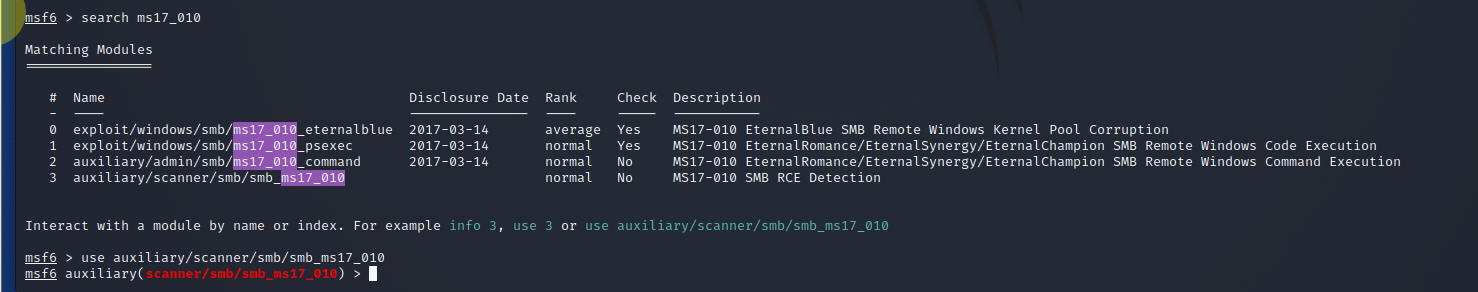 msf6 > search ms17_010
Matching Modules
================
# Name Disclosure Date Rank Check Description
- ---- --------------- ---- ----- -----------
0 exploit/windows/smb/ms17_010_eternalblue 2017-03-14 average Yes MS17-010 EternalBlue SMB Remote Windows Kernel Pool Corruption
1 exploit/windows/smb/ms17_010_psexec 2017-03-14 normal Yes MS17-010 EternalRomance/EternalSynergy/EternalChampion SMB Remote Windows Code Execution
2 auxiliary/admin/smb/ms17_010_command 2017-03-14 normal No MS17-010 EternalRomance/EternalSynergy/EternalChampion SMB Remote Windows Command Execution
3 auxiliary/scanner/smb/smb_ms17_010 normal No MS17-010 SMB RCE Detection
Interact with a module by name or index. For example info 3, use 3 or use auxiliary/scanner/smb/smb_ms17_010
msf6 > use auxiliary/scanner/smb/smb_ms17_010
msf6 auxiliary(scanner/smb/smb_ms17_010) >